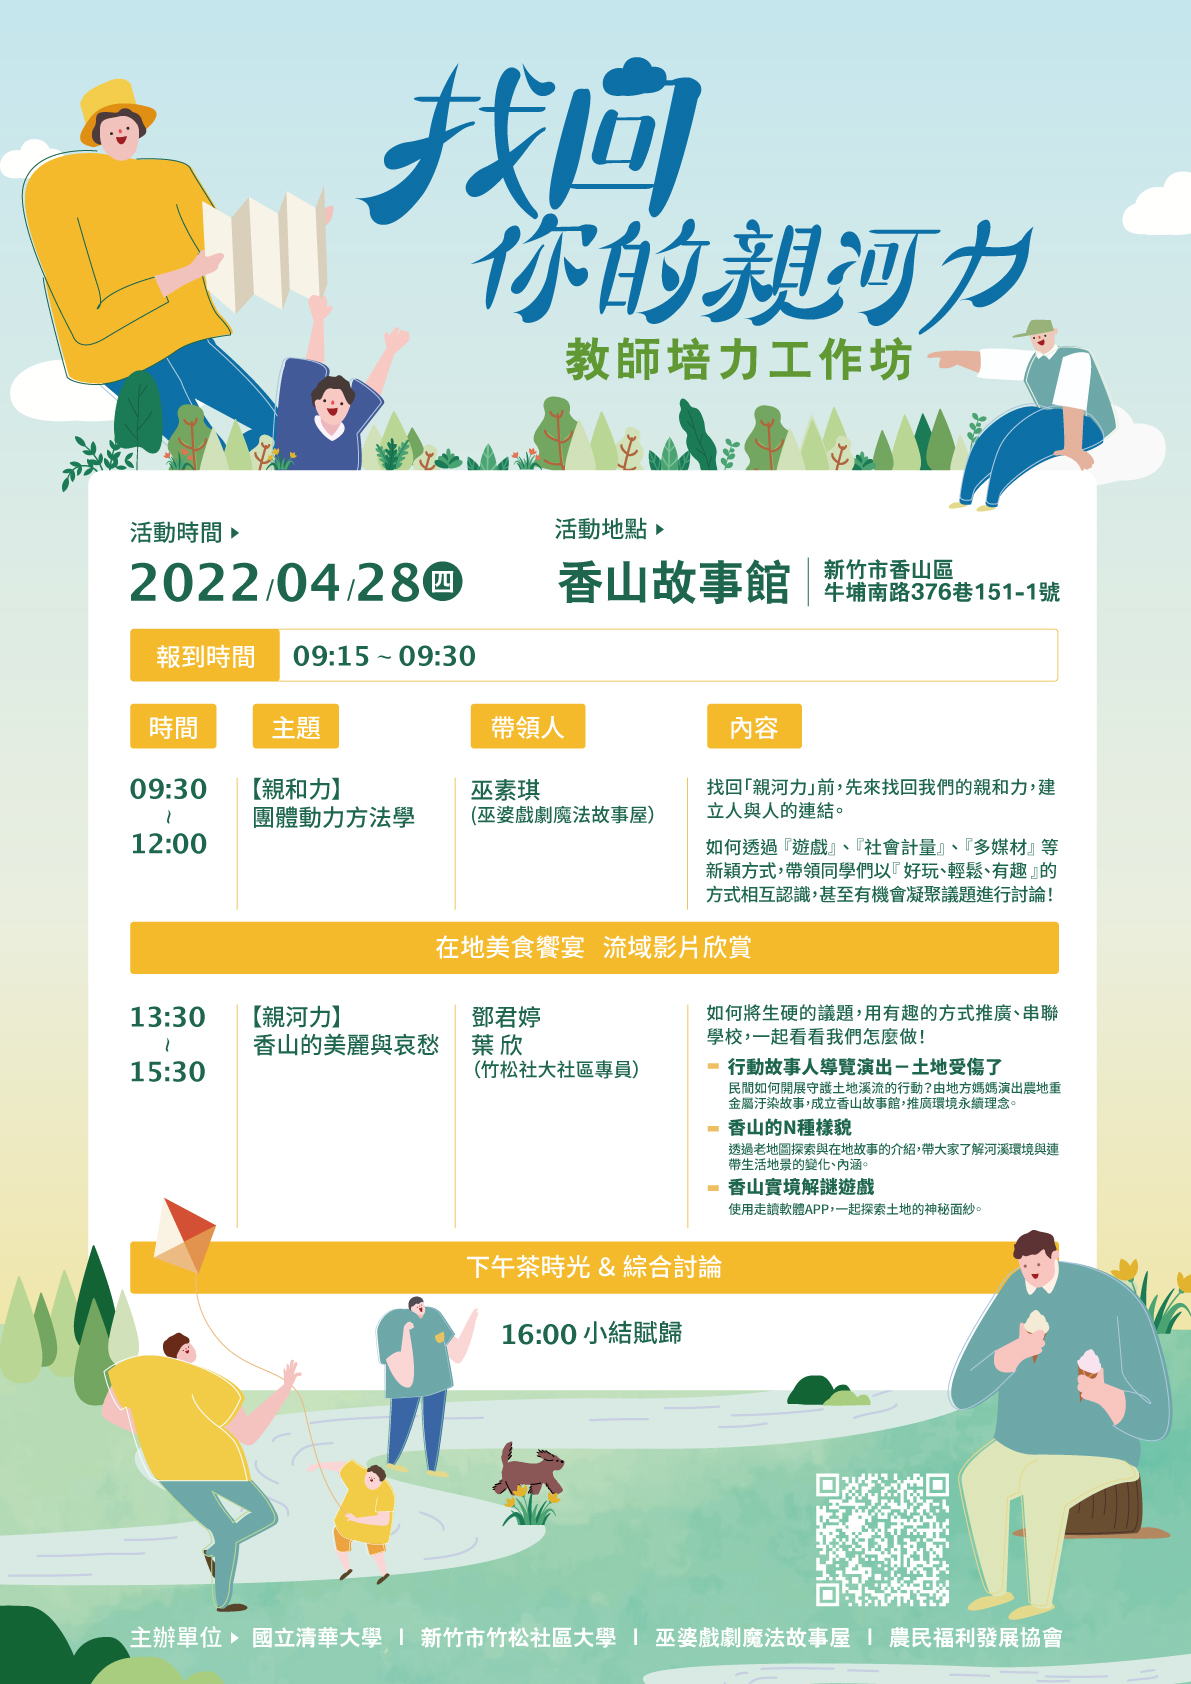 找回
你的親河力
教師培力工作坊
活動時間
2022/04/28 四
活動地點
香山故事館
新竹市香山區
牛埔南路376巷151-1號
報到時間
09:15 ~ 09:30
時間
主題
帶領人
內容
09:30
~
12:00
【親和力】
團體動力方法學
巫素琪
(巫婆戲劇魔法故事屋)
找回「親河力」前，先來找回我們的親和力，建
立人與人的連結。
如何透過『遊戲』、『社會計量』、『多媒材』等
新穎方式，帶領同學們以『好玩、輕鬆、有趣』的
方式相互認識，甚至有機會凝聚議題進行討論！
在地美食饗宴 流域影片欣賞
13:30
~
15:30
【親河力】
香山的美麗與哀愁
鄧君婷
葉 欣
(竹松社大社區專員)
如何將生硬的議題，用有趣的方式推廣、串聯
學校，一起看看我們怎麼做！
行動故事人導覽演出－土地受傷了
民間如何開展守護土地溪流的行動？由地方媽媽演出農地重
金屬汙染故事，成立香山故事館，推廣環境永續理念。
香山的N種樣貌
透過老地圖探索與在地故事的介紹，帶大家了解河溪環境與連
帶生活地景的變化、內涵。
香山實境解謎遊戲
使用走讀軟體APP，一起探索土地的神秘面紗。
下午茶時光 & 綜合討論
16:00 小結賦歸
主辦單位 國立清華大學 | 新竹市竹松社區大學 | 巫婆戲劇魔法故事屋 | 農民福利發展協會